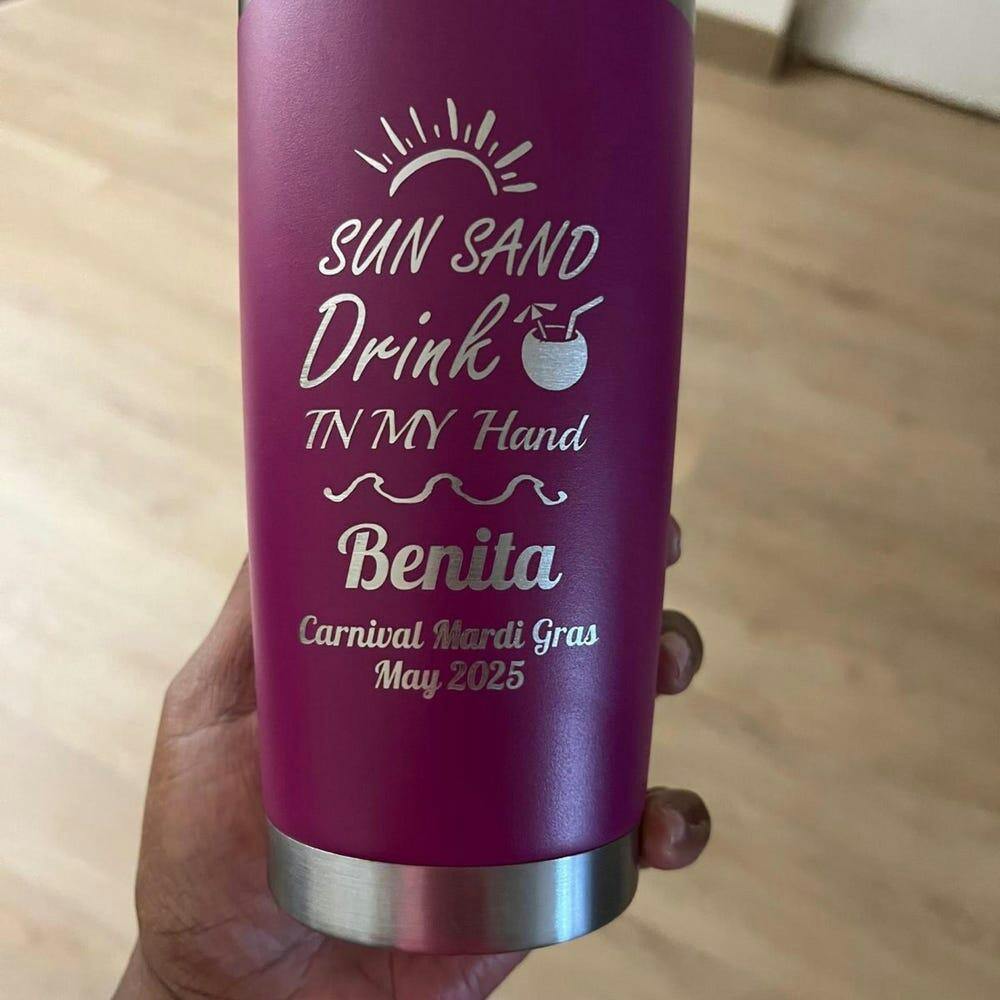 SUN SAND
Drink
IN MY Hand
Benita
Carnival Mardi Gras
May 2025